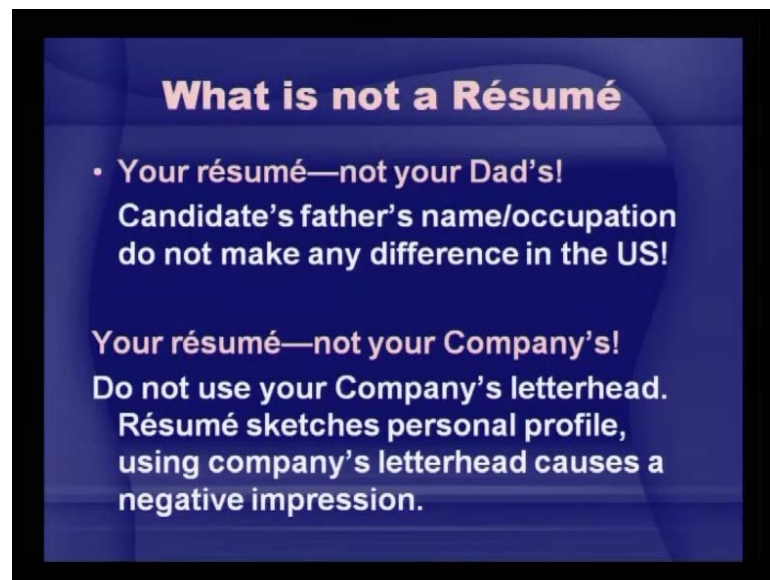 What is not a Résumé
• Your résumé—not your Dad's!
Candidate's father's name/occupation
do not make any difference in the US!
Your résumé—not your Company's!
Do not use your Company's letterhead.
Résumé sketches personal profile,
using company's letterhead causes a
negative impression.